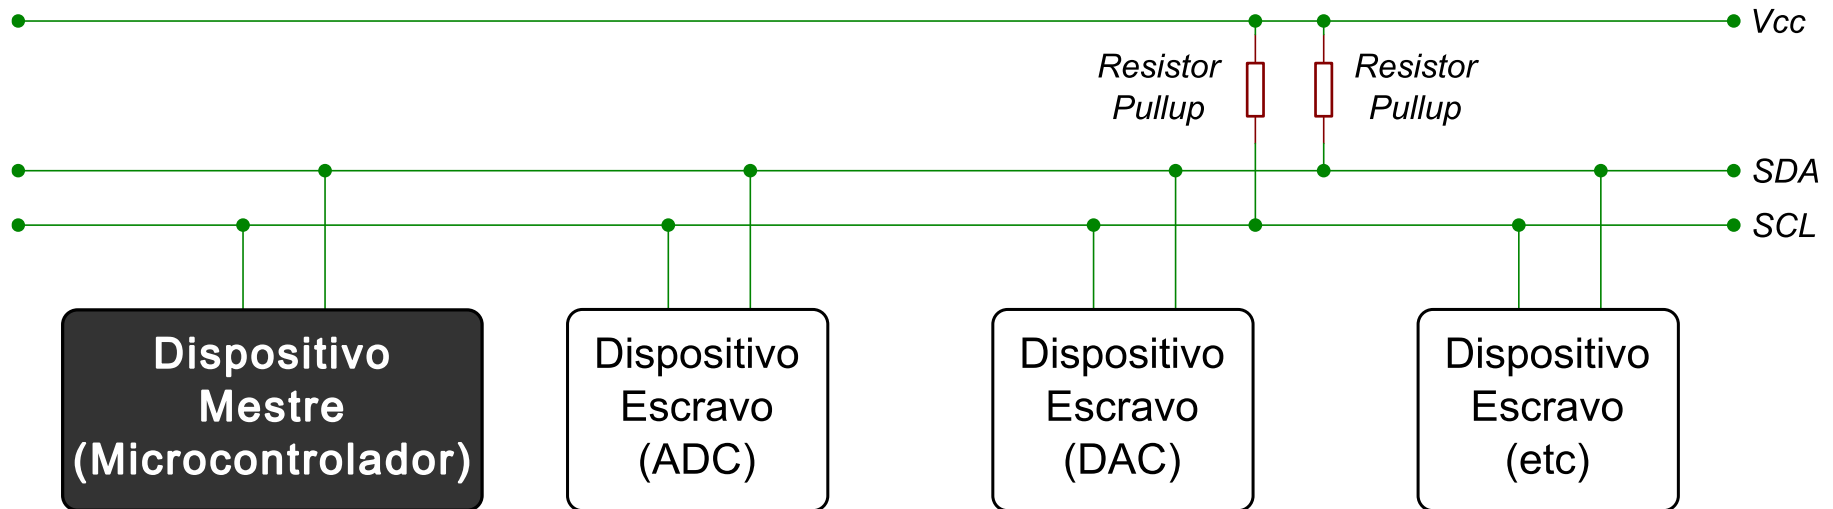 Vcc
Resistor
Pullup
Resistor
Pullup
SDA
SCL
Dispositivo
Mestre
(Microcontrolador)
Dispositivo
Escravo
(ADC)
Dispositivo
Escravo
(DAC)
Dispositivo
Escravo
(etc)